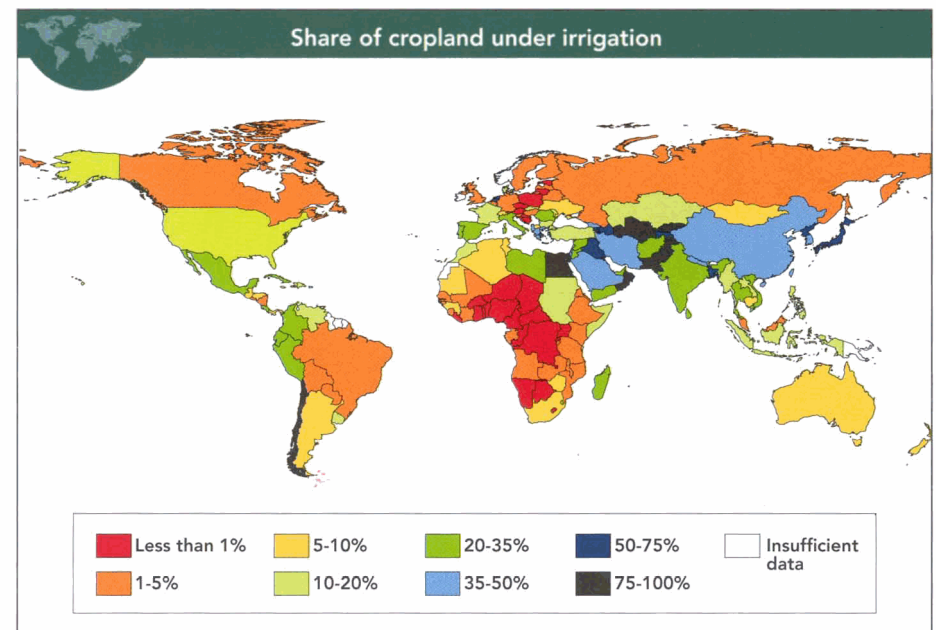 Share of cropland under irrigation
Less than 1%
5-10%
20-35%
50-75%
Insufficient
data
1-5%
10-20%
35-50%
75-100%